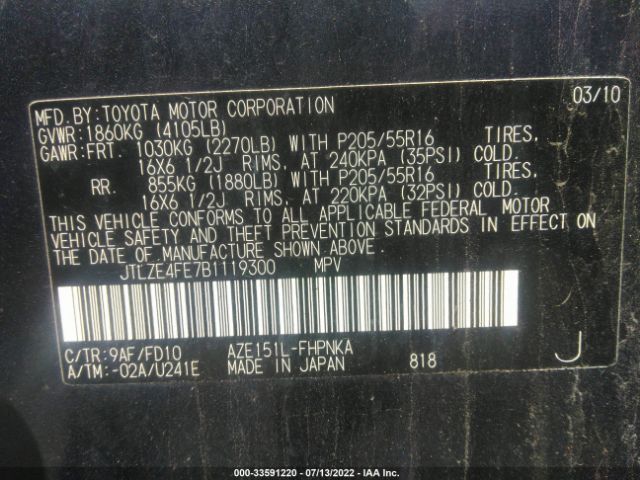 MFD.BY:TOYOTA MOTOR CORPORATION 03/10
GVWR:1860KG (4105LB)
GAWR:FRT. 1030KG (2270LB) WITH P205/55R16 TIRES,
16X6 1/2J RIMS, AT 240KPA (35PSI) COLD.
RR. 855KG (1880LB) WITH P205/55R16 TIRES,
16X6 1/2J RIMS, AT 220KPA (32PSI) COLD.
THIS VEHICLE CONFORMS TO ALL APPLICABLE FEDERAL MOTOR
VEHICLE SAFETY AND THEFT PREVENTION STANDARDS IN EFFECT ON
THE DATE OF MANUFACTURE SHOWN ABOVE.
JTLZE4FE7B1119300 MPV
C/TR:9AF/FD10 AZE151L-FHPNKA
A/TM:-02A/U241E MADE IN JAPAN 818 J
000-33591220 - 07/13/2022 - IAA Inc.